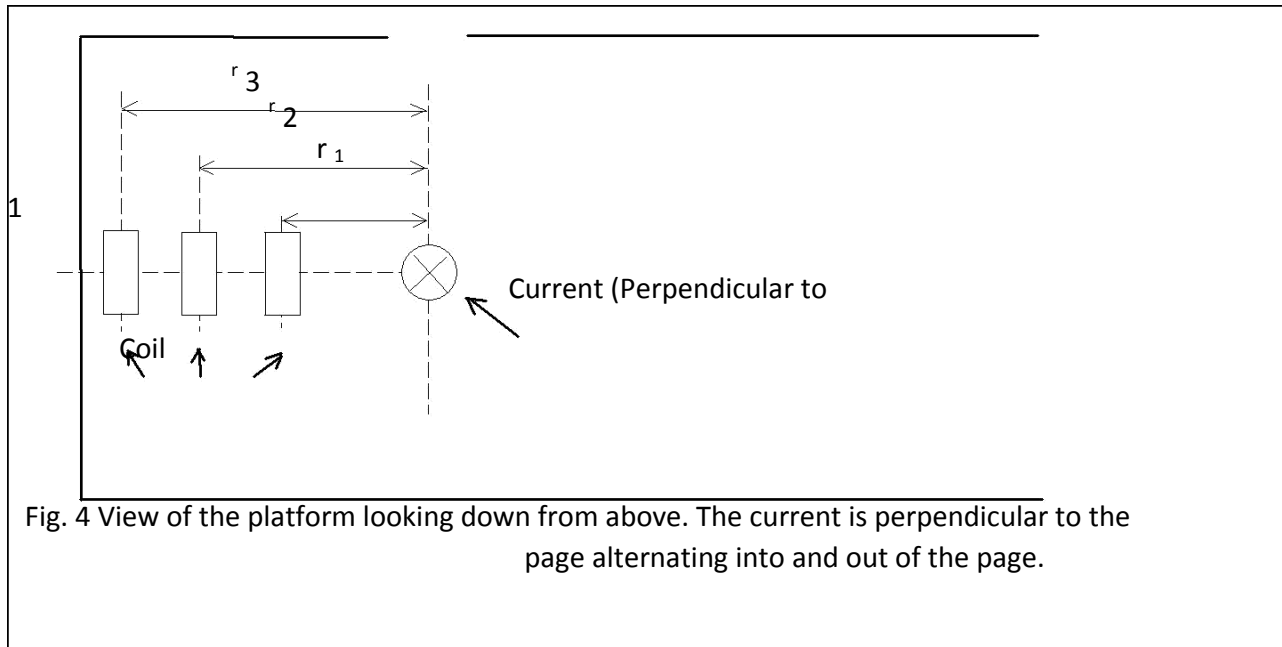 r 3
r 2
r 1
1
Current (Perpendicular to
Coil
Fig. 4 View of the platform looking down from above. The current is perpendicular to the
page alternating into and out of the page.